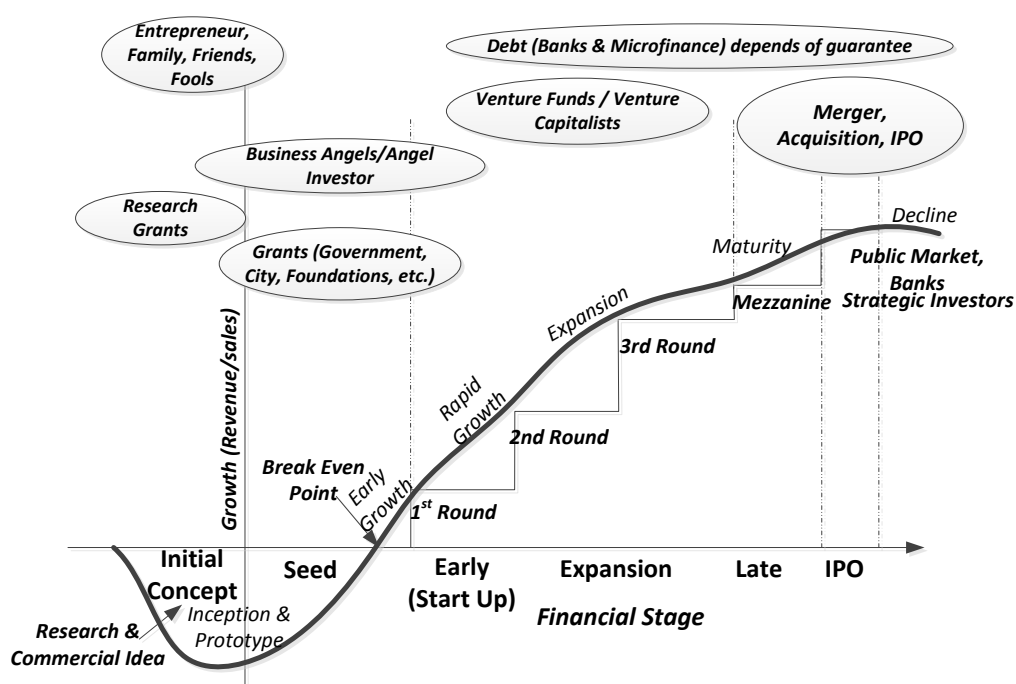 Entrepreneur,
Family, Friends,
Fools
Debt (Banks & Microfinance) depends of guarantee
Venture Funds / Venture
Capitalists
Merger,
Acquisition, IPO
Business Angels/Angel
Investor
Research
Grants
Grants (Government,
City, Foundations, etc.)
Decline
Maturity
Public Market,
Banks
Strategic Investors
Mezzanine
Expansion
3rd Round
Rapid
Growth
2nd Round
Growth (Revenue/sales)
Break Even
Point
Early
Growth
1st Round
Initial
Concept
Seed
Early
(Start Up)
Expansion
Late
IPO
Financial Stage
Inception &
Prototype
Research &
Commercial Idea